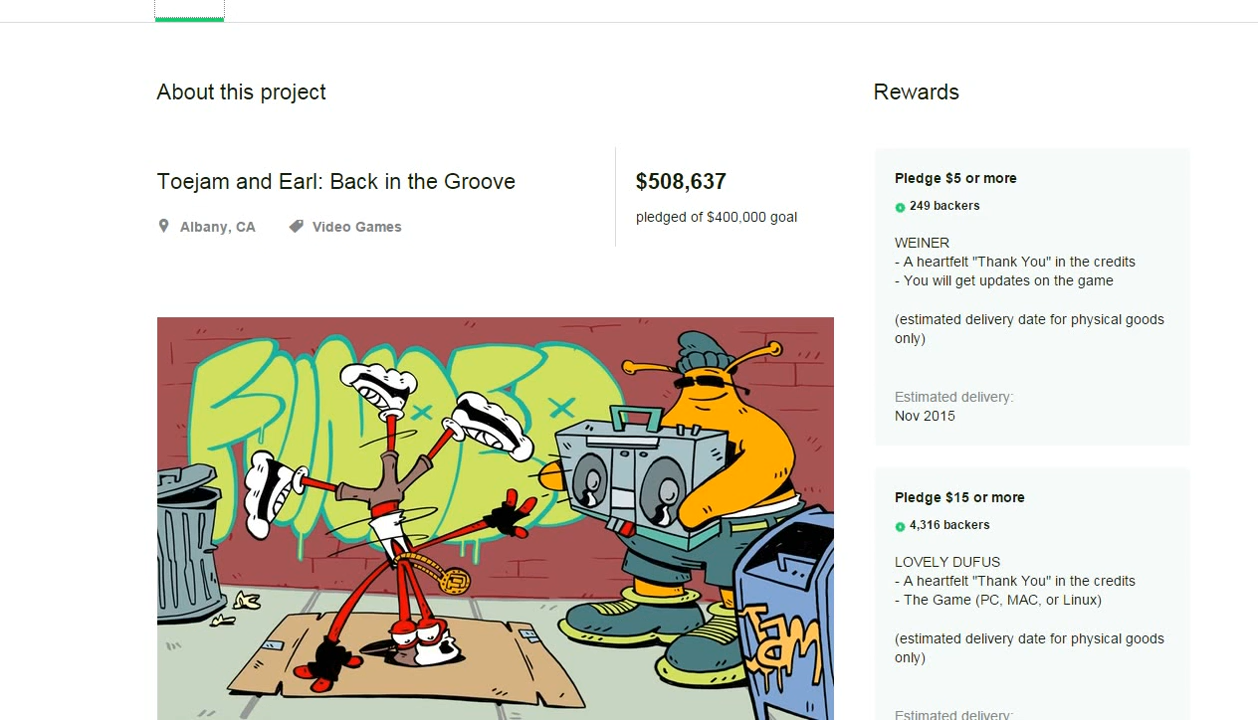 About this project
Rewards
Toejam and Earl: Back in the Groove
Albany, CA
Video Games
$508,637
pledged of $400,000 goal
Pledge $5 or more
249 backers
WEINER
- A heartfelt "Thank You" in the credits
- You will get updates on the game
(estimated delivery date for physical goods
only)
Estimated delivery:
Nov 2015
Pledge $15 or more
4,316 backers
LOVELY DUFUS
- A heartfelt "Thank You" in the credits
- The Game (PC, MAC, or Linux)
(estimated delivery date for physical goods
only)
Estimated delivery:
JAM